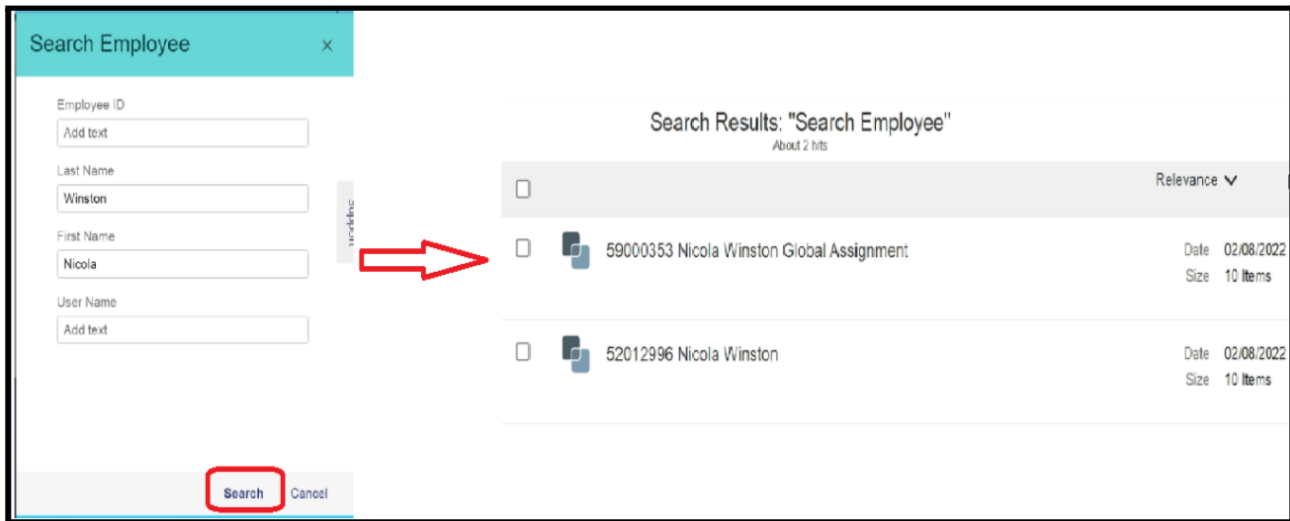 Search Employee ×
Employee ID
Add text
Last Name
Winston
First Name
Nicola
User Name
Add text
Search Cancel
Search Results: "Search Employee"
About 2 hits
Relevance
59000353 Nicola Winston Global Assignment
Date 02/08/2022
Size 10 Items
52012996 Nicola Winston
Date 02/08/2022
Size 10 Items